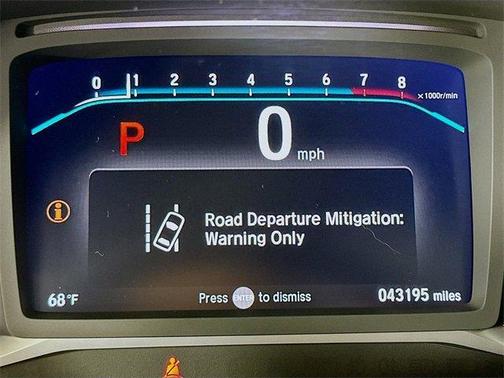 0 1 2 3 4 5 6 7 8 x1000r/min
P 0 mph
i Road Departure Mitigation:
Warning Only
68°F Press ENTER to dismiss 043195 miles